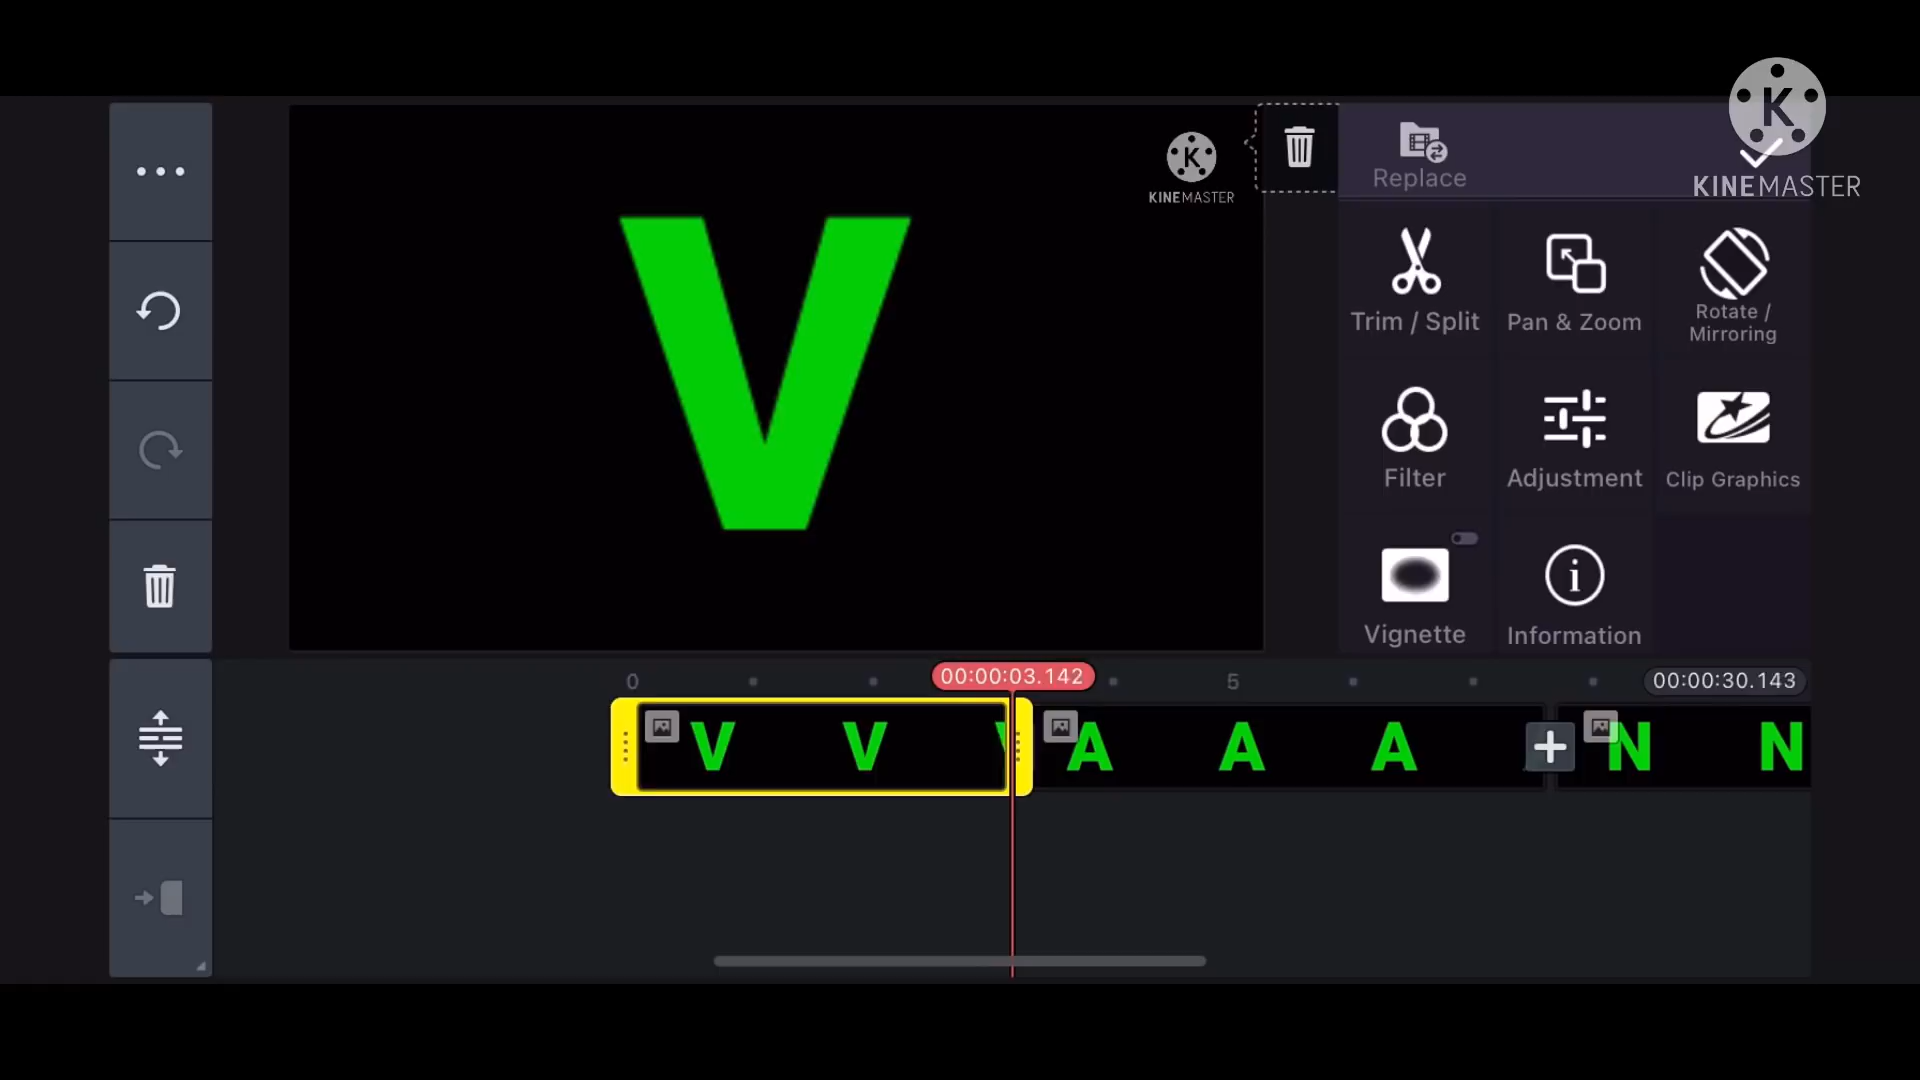 K
KINEMASTER
K
KINEMASTER
Replace
V
Trim / Split
Pan & Zoom
Rotate /
Mirroring
Filter
Adjustment
Clip Graphics
Vignette
i
Information
0
00:00:03.142
5
00:00:30.143
V V V A A A N N